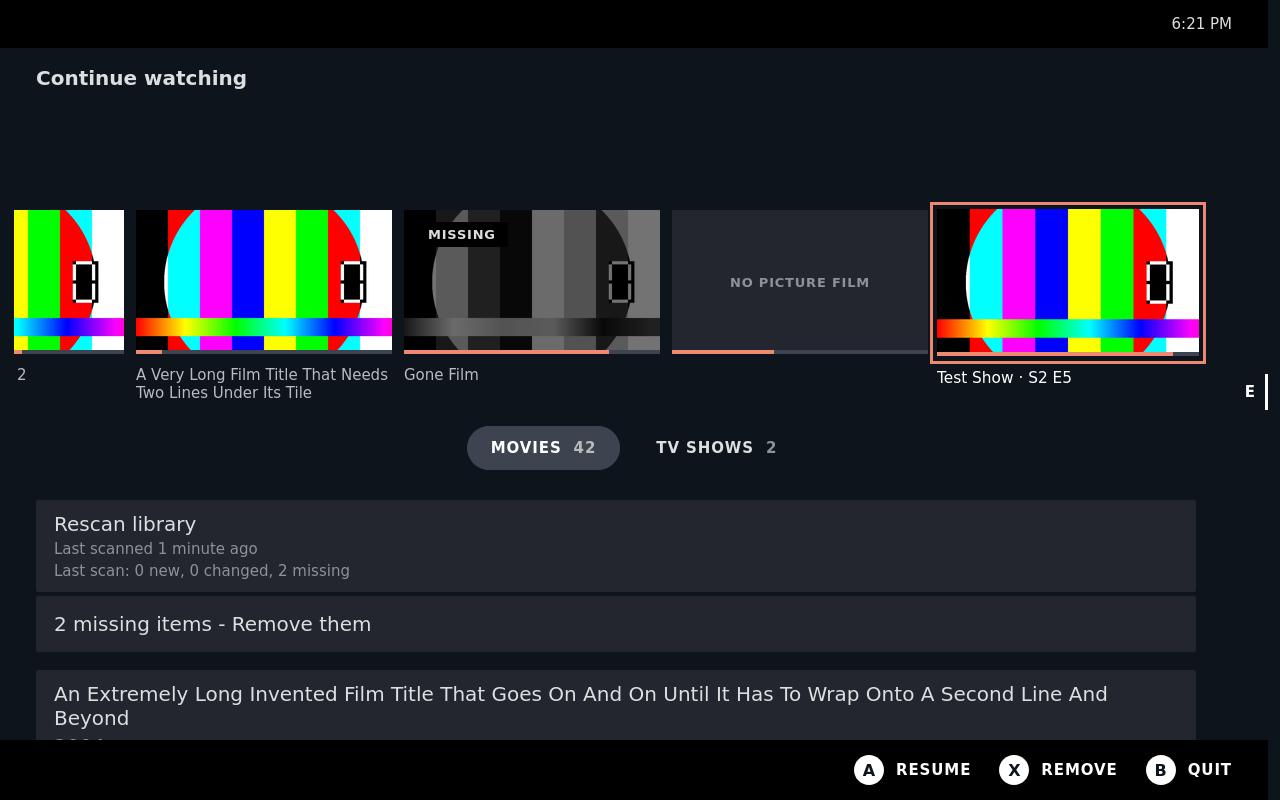 6:21 PM
Continue watching
MISSING
NO PICTURE FILM
2
A Very Long Film Title That Needs
Two Lines Under Its Tile
Gone Film
Test Show · S2 E5
E
MOVIES 42
TV SHOWS 2
Rescan library
Last scanned 1 minute ago
Last scan: 0 new, 0 changed, 2 missing
2 missing items - Remove them
An Extremely Long Invented Film Title That Goes On And On Until It Has To Wrap Onto A Second Line And
Beyond
A RESUME
X REMOVE
B QUIT